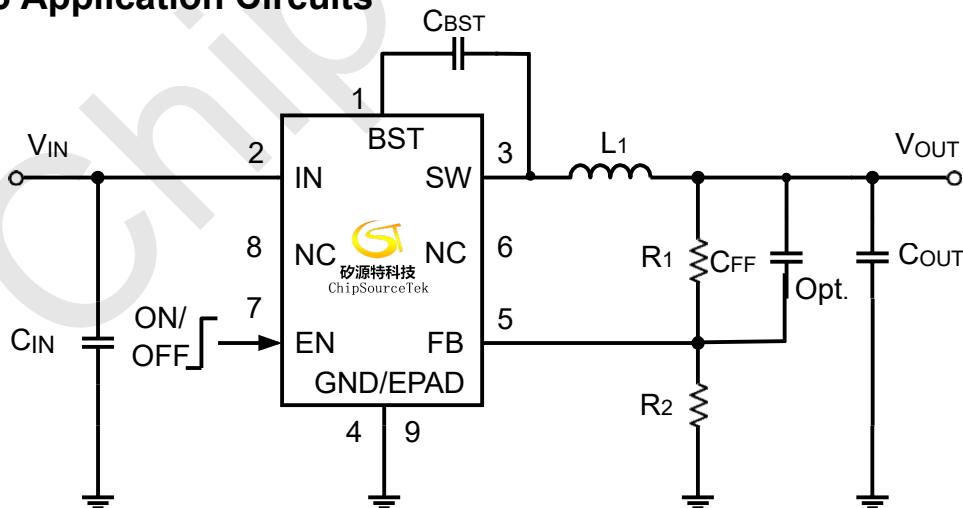 Application Circuits
CBST
1
BST
VIN
2
IN
SW
3
L1
VOUT
8
NC
NC
6
矽源特科技
ChipSourceTek
R1
CFF
Opt.
COUT
CIN
ON/
OFF
7
EN
FB
5
GND/EPAD
4
9
R2
Chip